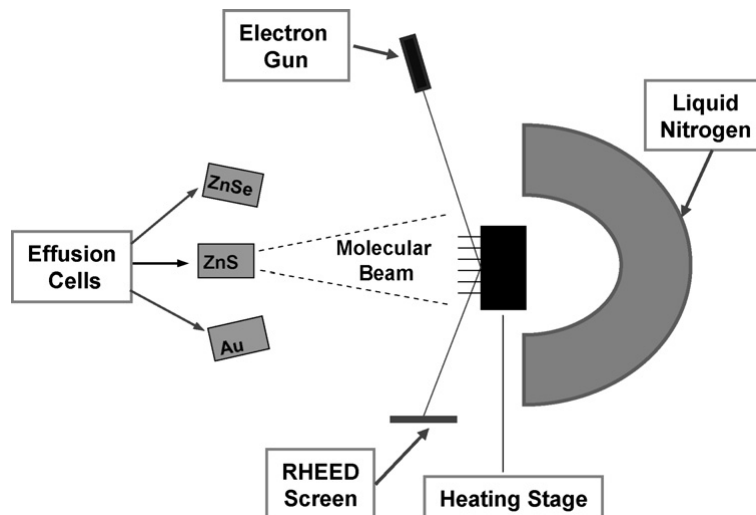 Electron
Gun
Liquid
Nitrogen
ZnSe
Effusion
Cells
ZnS
Molecular
Beam
Au
RHEED
Screen
Heating Stage